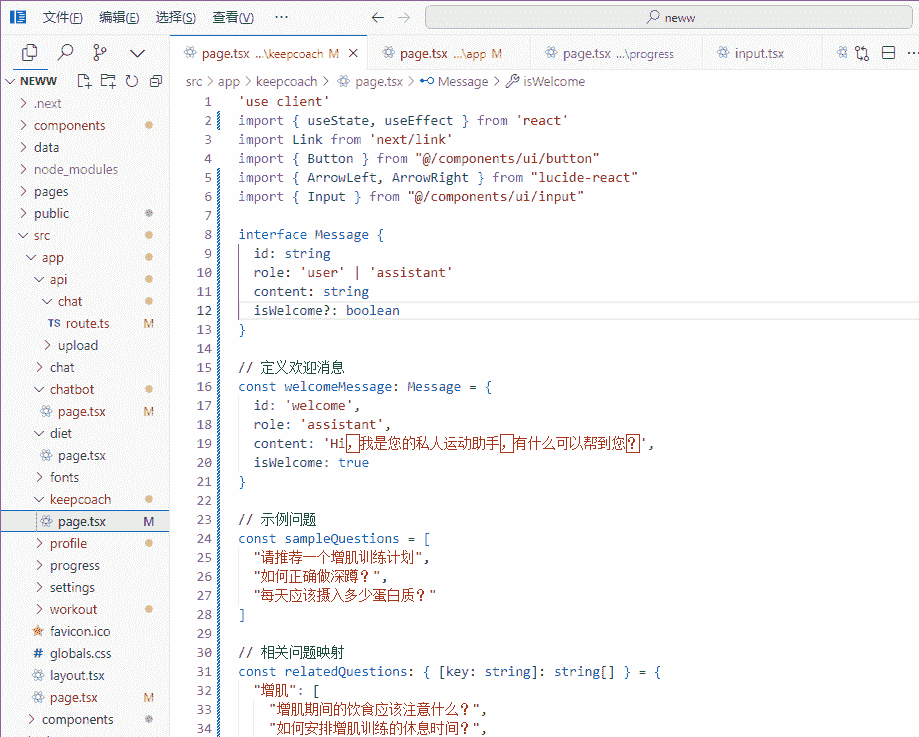 文件(F) 编辑(E) 选择(S) 查看(V) ··· neww
page.tsx ...\keepcoach M page.tsx ...\app M page.tsx ...\progress input.tsx
NEWW
src > app > keepcoach > page.tsx > Message > isWelcome
.next
components
data
node_modules
pages
public
src
app
api
chat
TS route.ts M
upload
chat
chatbot
page.tsx M
diet
page.tsx
fonts
keepcoach
page.tsx M
profile
progress
settings
workout
favicon.ico
# globals.css
layout.tsx
page.tsx M
components
1 'use client'
2 import { useState, useEffect } from 'react'
3 import Link from 'next/link'
4 import { Button } from "@/components/ui/button"
5 import { ArrowLeft, ArrowRight } from "lucide-react"
6 import { Input } from "@/components/ui/input"
7
8 interface Message {
9 id: string
10 role: 'user' | 'assistant'
11 content: string
12 isWelcome?: boolean
13 }
14
15 // 定义欢迎消息
16 const welcomeMessage: Message = {
17 id: 'welcome',
18 role: 'assistant',
19 content: 'Hi，我是您的私人运动助手，有什么可以帮到您？',
20 isWelcome: true
21 }
22
23 // 示例问题
24 const sampleQuestions = [
25 "请推荐一个增肌训练计划",
26 "如何正确做深蹲？",
27 "每天应该摄入多少蛋白质？"
28 ]
29
30 // 相关问题映射
31 const relatedQuestions: { [key: string]: string[] } = {
32 "增肌": [
33 "增肌期间的饮食应该注意什么？",
34 "如何安排增肌训练的休息时间？",